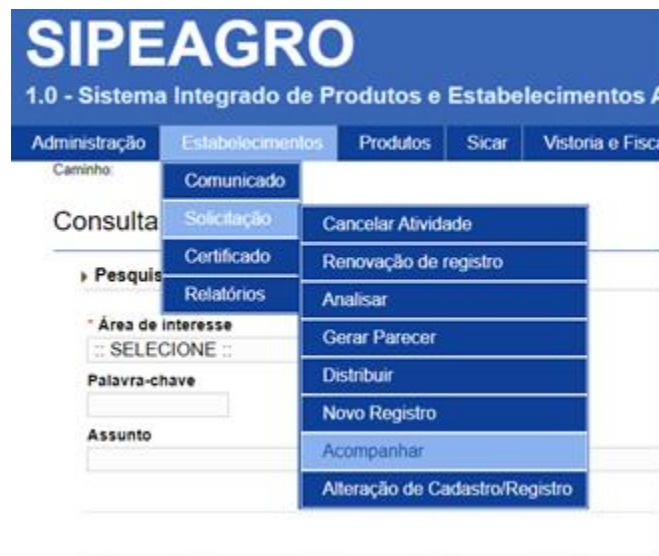 SIPEAGRO
1.0 - Sistema Integrado de Produtos e Estabelecimentos
Administração Estabelecimentos Produtos Sicar Vistoria e
Caminho:
Comunicado
Consulta Solicitação Cancelar Atividade
Certificado Renovação de registro
Relatórios Analisar
* Área de interesse Gerar Parecer
:: SELECIONE ::
Palavra-chave Distribuir
Novo Registro
Assunto
Acompanhar
Alteração de Cadastro/Registro